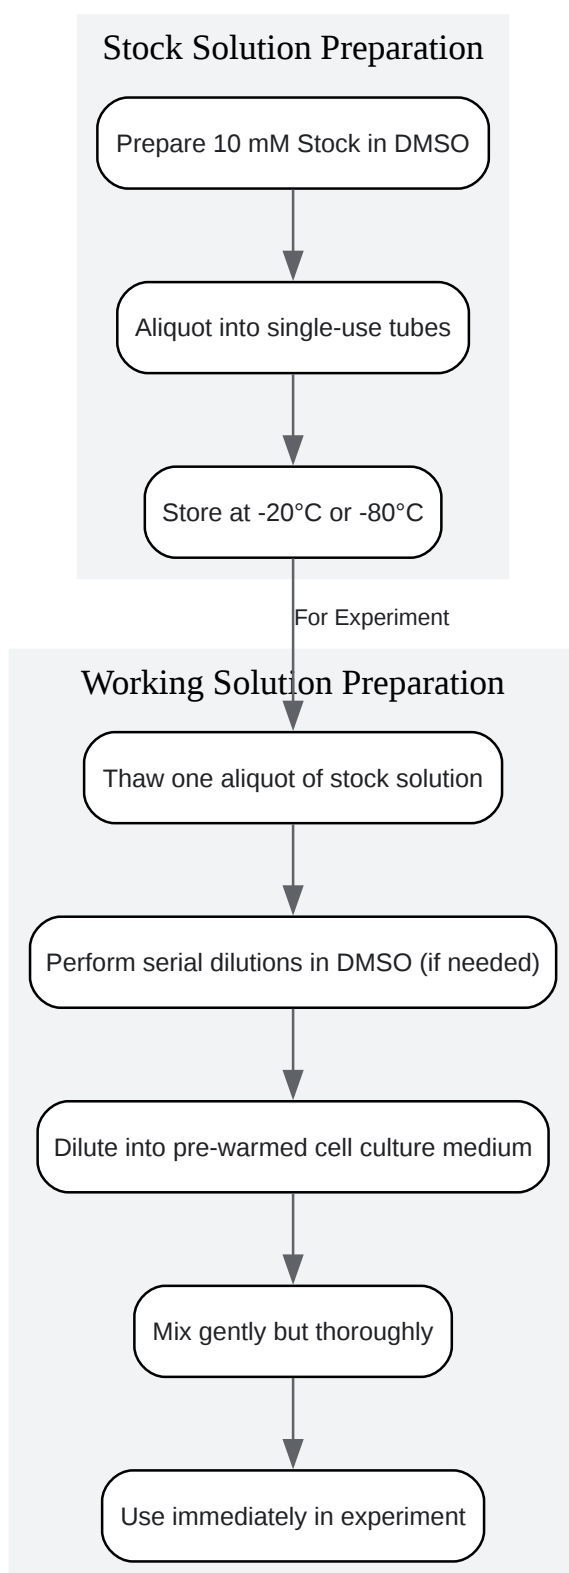 Stock Solution Preparation
Prepare 10 mM Stock in DMSO
Aliquot into single-use tubes
Store at -20°C or -80°C
For Experiment
Working Solution Preparation
Thaw one aliquot of stock solution
Perform serial dilutions in DMSO (if needed)
Dilute into pre-warmed cell culture medium
Mix gently but thoroughly
Use immediately in experiment